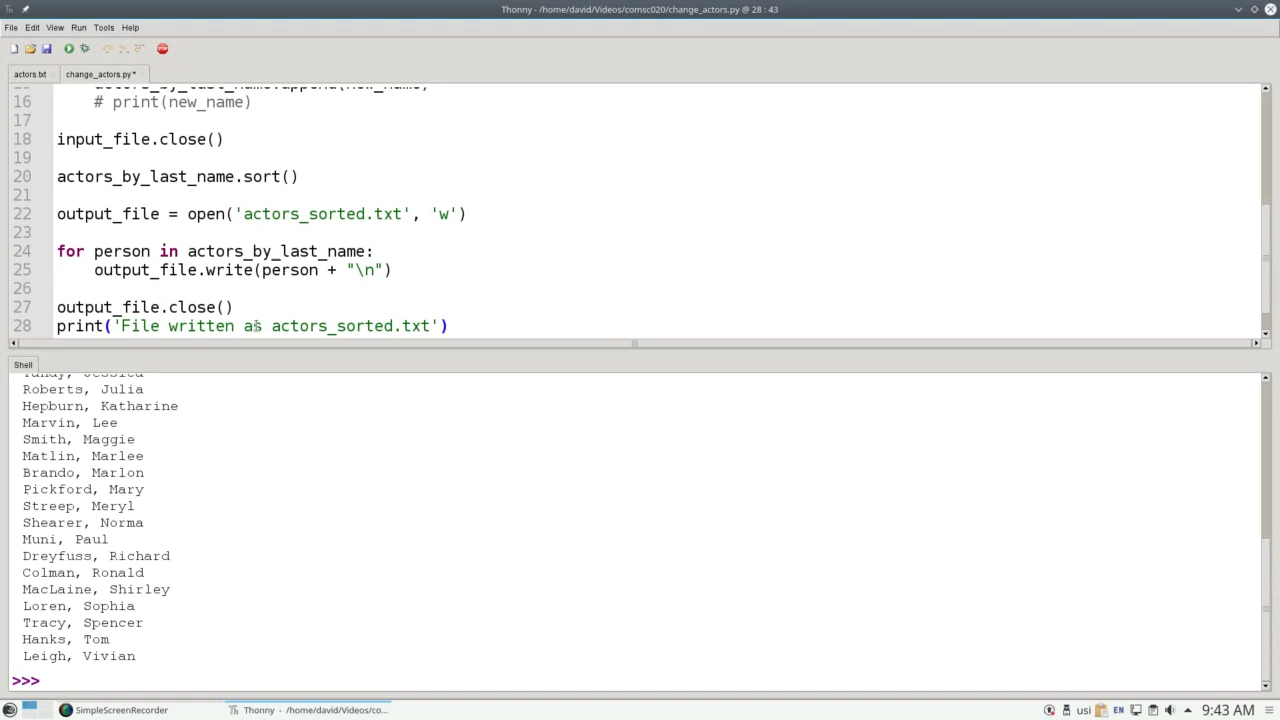 Thonny - /home/david/Videos/comsc020/change_actors.py @ 28 : 43
File Edit View Run Tools Help
actors.txt change_actors.py *
15 actors_by_last_name.append(new_name)
16 # print(new_name)
17
18 input_file.close()
19
20 actors_by_last_name.sort()
21
22 output_file = open('actors_sorted.txt', 'w')
23
24 for person in actors_by_last_name:
25 output_file.write(person + "\n")
26
27 output_file.close()
28 print('File written as actors_sorted.txt')
Shell
Tandy, Jessica
Roberts, Julia
Hepburn, Katharine
Marvin, Lee
Smith, Maggie
Matlin, Marlee
Brando, Marlon
Pickford, Mary
Streep, Meryl
Shearer, Norma
Muni, Paul
Dreyfuss, Richard
Colman, Ronald
MacLaine, Shirley
Loren, Sophia
Tracy, Spencer
Hanks, Tom
Leigh, Vivian
>>>
SimpleScreenRecorder Thonny - /home/david/Videos/co... usi EN 9:43 AM